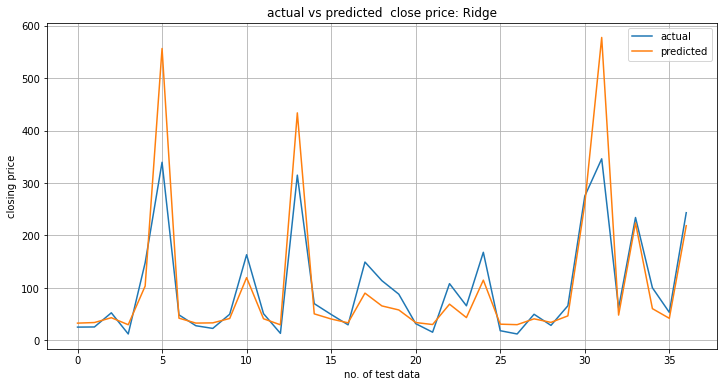 actual vs predicted  close price: Ridge
actual
predicted
closing price
600
500
400
300
200
100
0
0 5 10 15 20 25 30 35
no. of test data